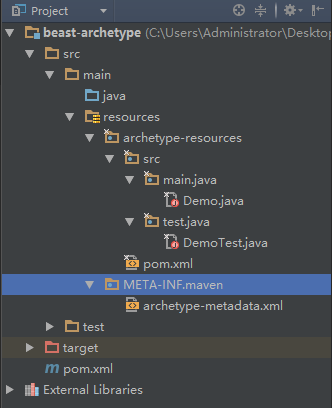 Project
beast-archetype (C:\Users\Administrator\Desktop
src
main
java
resources
archetype-resources
src
main.java
Demo.java
test.java
DemoTest.java
pom.xml
META-INF.maven
archetype-metadata.xml
test
target
m pom.xml
External Libraries